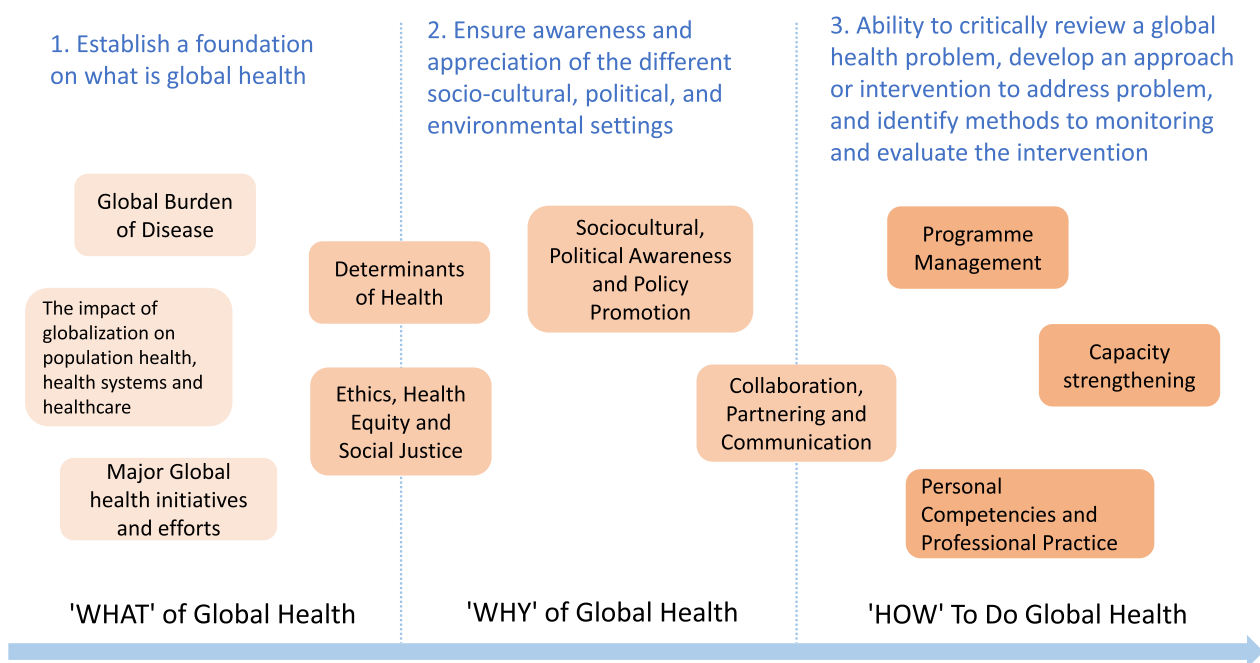 1. Establish a foundation
on what is global health
2. Ensure awareness and
appreciation of the different
socio-cultural, political, and
environmental settings
3. Ability to critically review a global
health problem, develop an approach
or intervention to address problem,
and identify methods to monitoring
and evaluate the intervention
Global Burden
of Disease
The impact of
globalization on
population health,
health systems and
healthcare
Major Global
health initiatives
and efforts
Determinants
of Health
Ethics, Health
Equity and
Social Justice
Sociocultural,
Political Awareness
and Policy
Promotion
Collaboration,
Partnering and
Communication
Programme
Management
Capacity
strengthening
Personal
Competencies and
Professional Practice
'WHAT' of Global Health
'WHY' of Global Health
'HOW' To Do Global Health